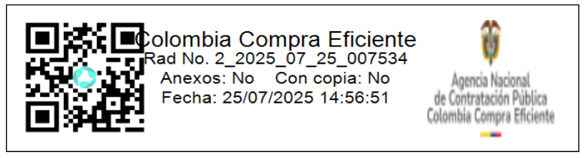 Colombia Compra Eficiente
Rad No. 2_2025_07_25_007534
Anexos: No    Con copia: No
Fecha: 25/07/2025 14:56:51
Agencia Nacional
de Contratación Pública
Colombia Compra Eficiente